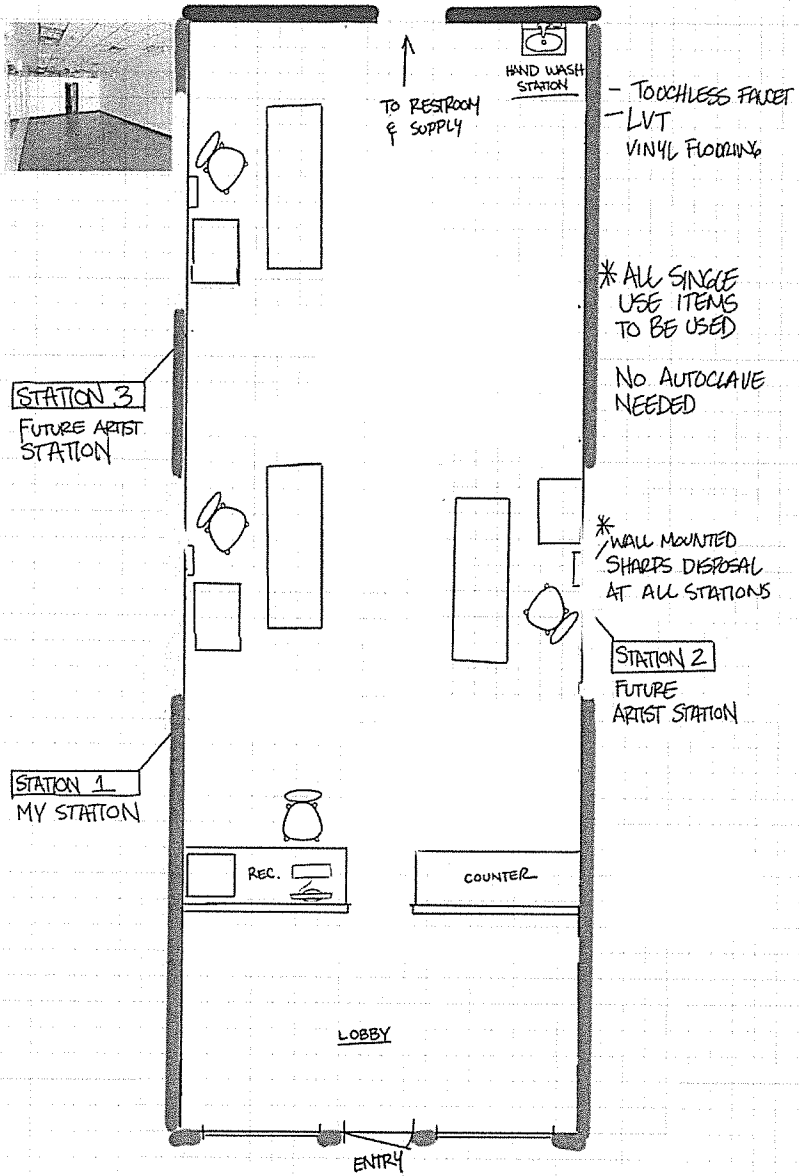 TO RESTROOM
& SUPPLY
HAND WASH
STATION
- TOUCHLESS FAUCET
- LVT
VINYL FLOORING
* ALL SINGLE
USE ITEMS
TO BE USED
NO AUTOCLAVE
NEEDED
STATION 3
FUTURE ARTIST
STATION
* WALL MOUNTED
SHARPS DISPOSAL
AT ALL STATIONS
STATION 2
FUTURE
ARTIST STATION
STATION 1
MY STATION
REC.
COUNTER
LOBBY
ENTRY